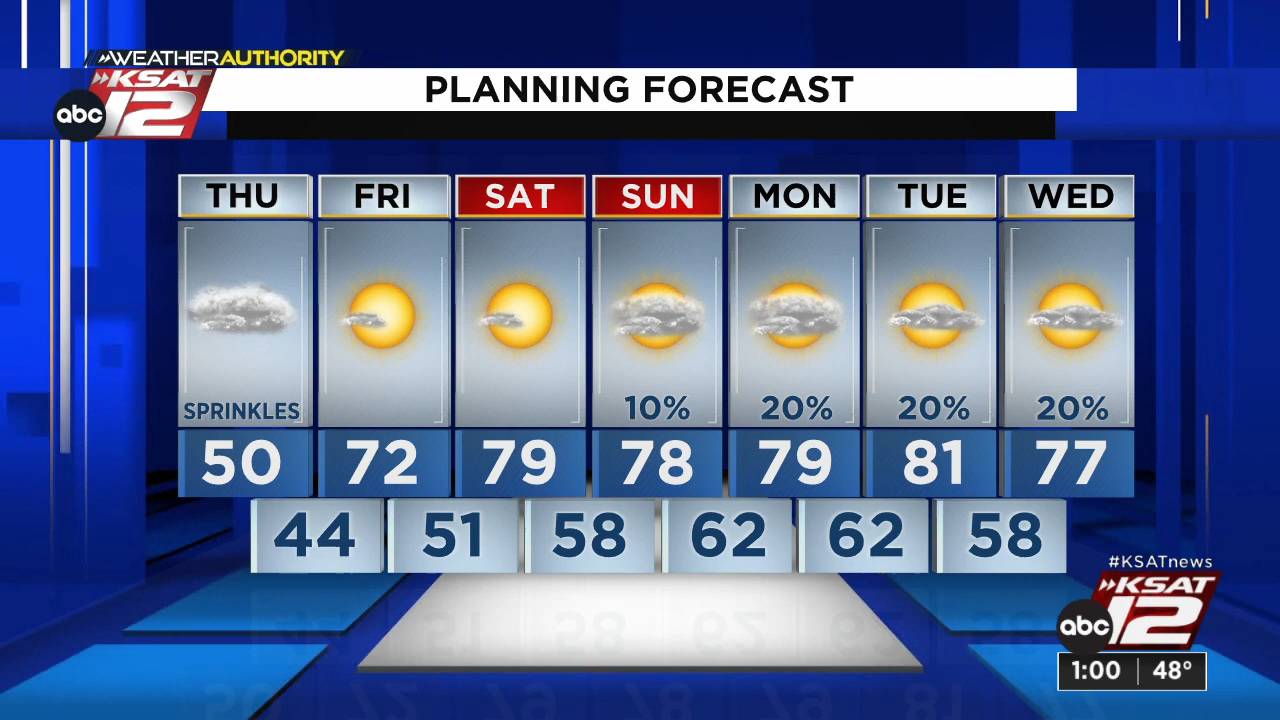 WEATHERAUTHORITY
KSAT
abc 12
PLANNING FORECAST
THU FRI SAT SUN MON TUE WED
SPRINKLES 10% 20% 20% 20%
50 72 79 78 79 81 77
44 51 58 62 62 58
#KSATnews
KSAT
abc 12
1:00 48°